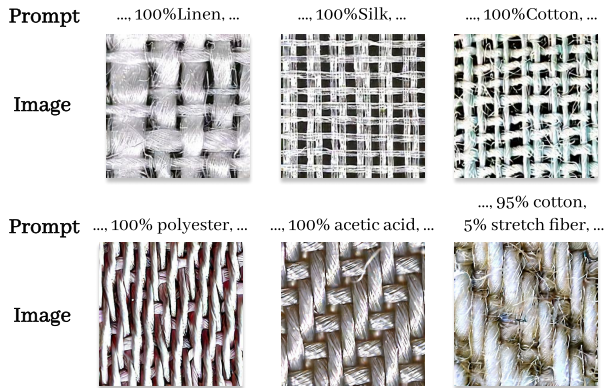 Prompt ..., 100%Linen, ... ..., 100%Silk, ... ..., 100%Cotton, ...
Image
..., 95% cotton,
Prompt ..., 100% polyester, ... ..., 100% acetic acid, ... 5% stretch fiber, ...
Image